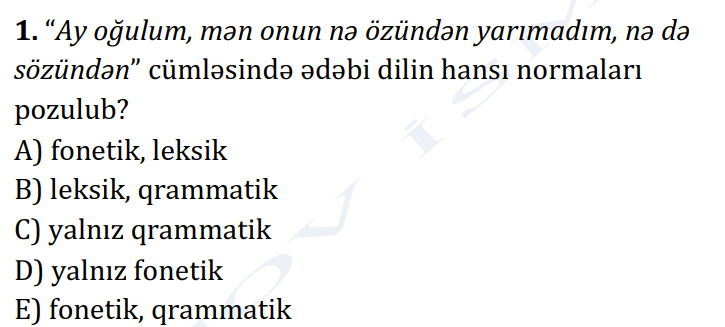 1. “Ay oğulum, mən onun nə özündən yarımadım, nə də
sözündən” cümləsində ədəbi dilin hansı normaları
pozulub?
A) fonetik, leksik
B) leksik, qrammatik
C) yalnız qrammatik
D) yalnız fonetik
E) fonetik, qrammatik